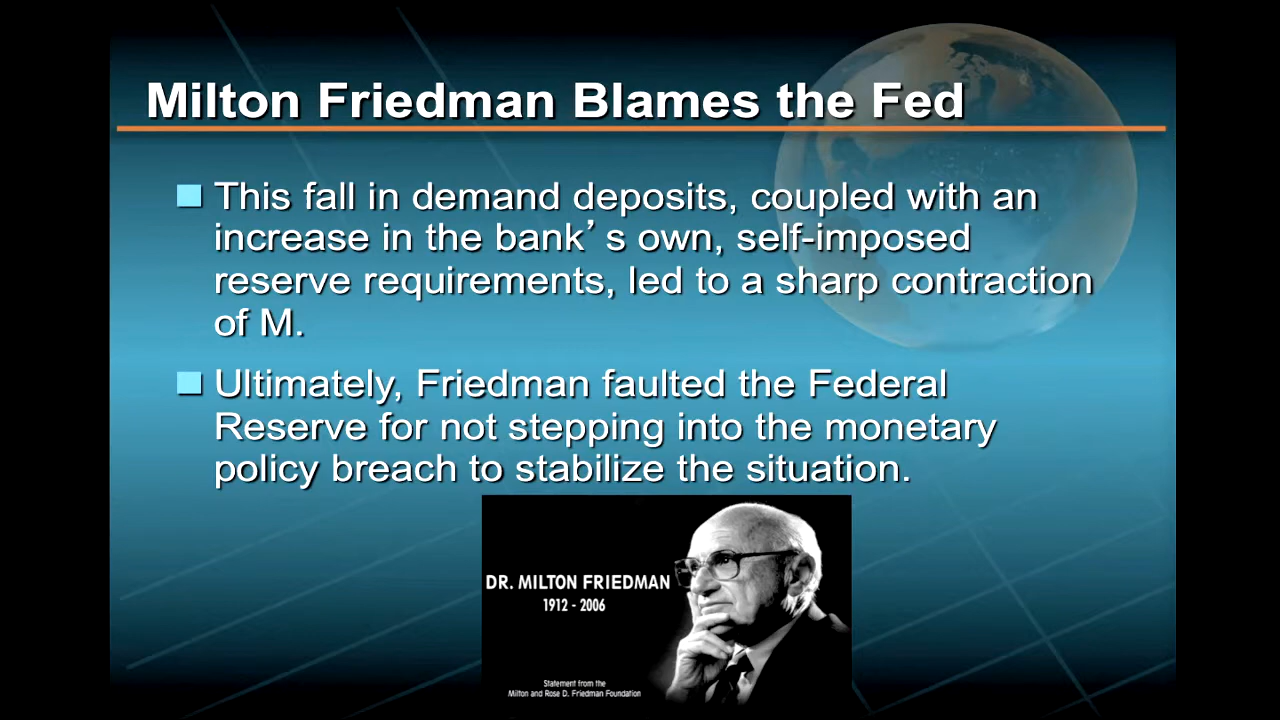 Milton Friedman Blames the Fed
This fall in demand deposits, coupled with an
increase in the bank’s own, self-imposed
reserve requirements, led to a sharp contraction
of M.
Ultimately, Friedman faulted the Federal
Reserve for not stepping into the monetary
policy breach to stabilize the situation.
DR. MILTON FRIEDMAN
1912 - 2006
Statement from the
Milton and Rose D. Friedman Foundation